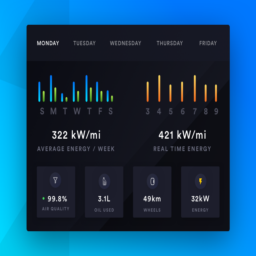 MONDAY TUESDAY WEDNESDAY THURSDAY FRIDAY
S M T W T F S
3 4 5 6 7 8 9
322 kW/mi
AVERAGE ENERGY / WEEK
421 kW/mi
REAL TIME ENERGY
99.8%
AIR QUALITY
3.1L
OIL USED
49km
WHEELS
32kW
ENERGY